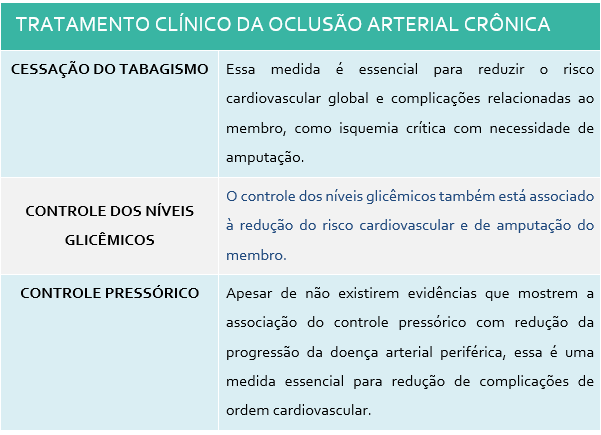 TRATAMENTO CLÍNICO DA OCLUSÃO ARTERIAL CRÔNICA
CESSAÇÃO DO TABAGISMO
Essa medida é essencial para reduzir o risco
cardiovascular global e complicações relacionadas ao
membro, como isquemia crítica com necessidade de
amputação.
CONTROLE DOS NÍVEIS
GLICÊMICOS
O controle dos níveis glicêmicos também está associado
à redução do risco cardiovascular e de amputação do
membro.
CONTROLE PRESSÓRICO
Apesar de não existirem evidências que mostrem a
associação do controle pressórico com redução da
progressão da doença arterial periférica, essa é uma
medida essencial para redução de complicações de
ordem cardiovascular.